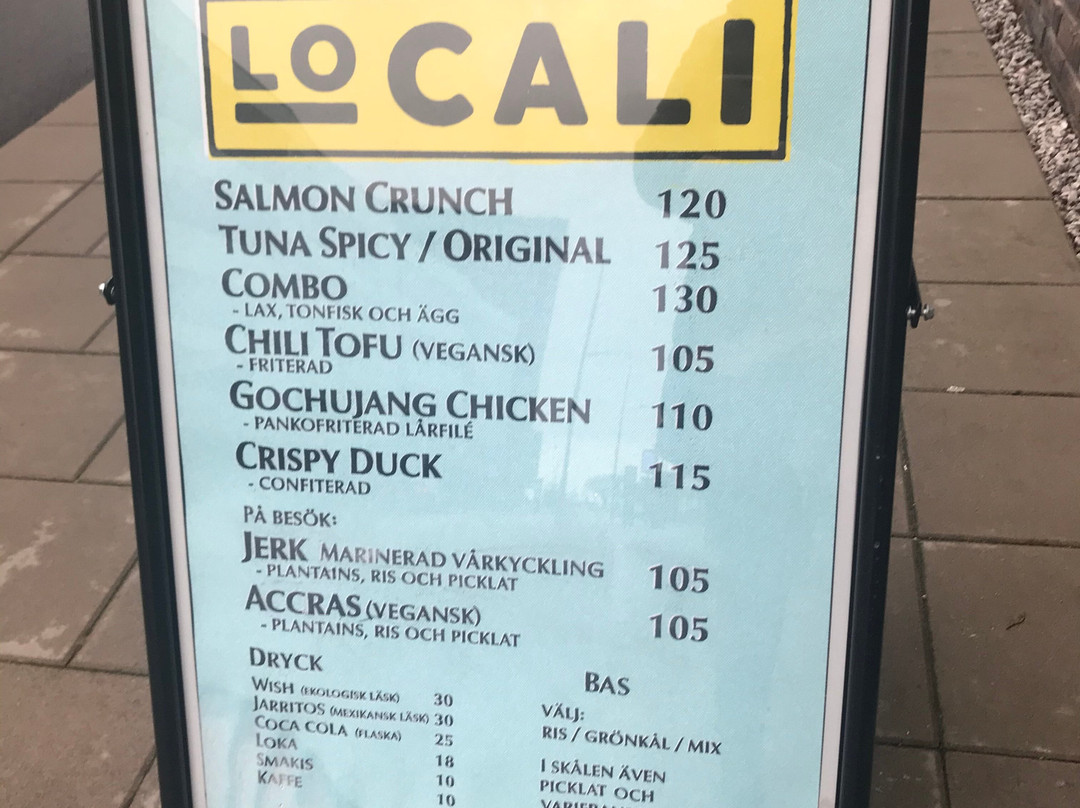 LOCALI
SALMON CRUNCH 120
TUNA SPICY / ORIGINAL 125
COMBO 130
- LAX, TONFISK OCH ÄGG
CHILI TOFU (VEGANSK) 105
- FRITERAD
GOCHUJANG CHICKEN 110
- PANKOFRITERAD LÅRFILÉ
CRISPY DUCK 115
- CONFITERAD
PÅ BESÖK:
JERK MARINERAD VÅRKYCKLING 105
- PLANTAINS, RIS OCH PICKLAT
ACCRAS (VEGANSK) 105
- PLANTAINS, RIS OCH PICKLAT
DRYCK
WISH (EKOLOGISK LÄSK) 30
JARRITOS (MEXIKANSK LÄSK) 30
COCA COLA (FLASKA) 25
LOKA 18
SMAKIS 10
KAFFE 10
BAS
VÄLJ:
RIS / GRÖNKÅL / MIX
I SKÅLEN ÄVEN
PICKLAT OCH